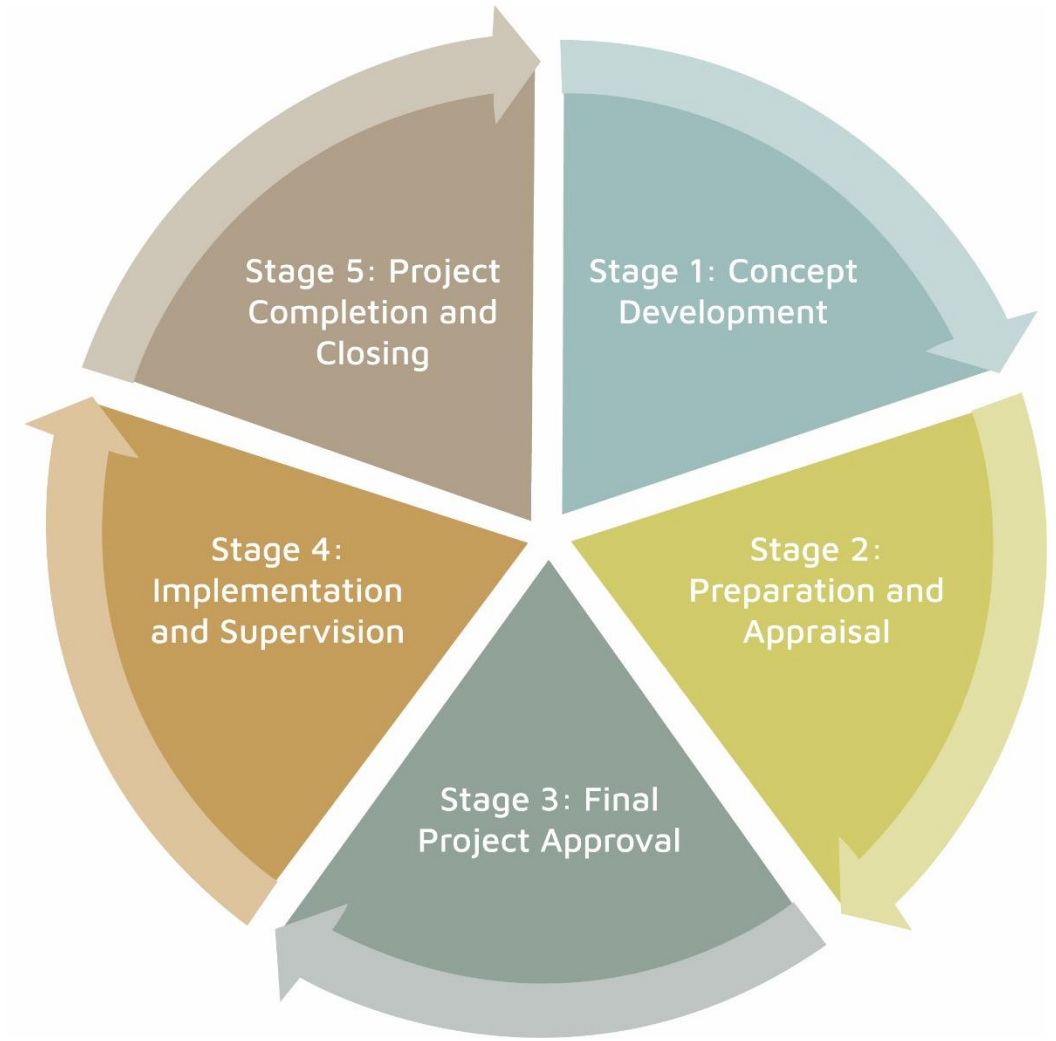 Stage 1: Concept
Development
Stage 2:
Preparation and
Appraisal
Stage 3: Final
Project Approval
Stage 4:
Implementation
and Supervision
Stage 5: Project
Completion and
Closing